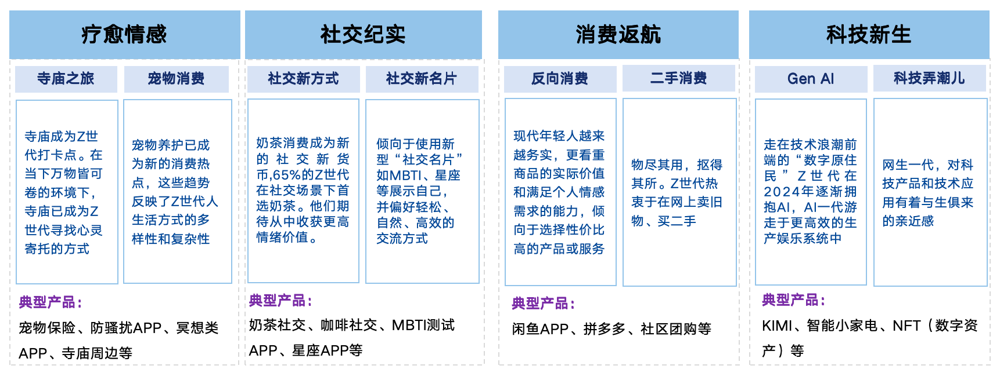 疗愈情感
寺庙之旅
宠物消费
寺庙成为Z世
代打卡点。在
当下万物皆可
卷的环境下，
寺庙已成为Z
世代寻找心灵
寄托的方式
宠物养护已成
为新的消费热
点，这些趋势
反映了Z世代人
生活方式的多
样性和复杂性
典型产品：
宠物保险、防骚扰APP、冥想类
APP、寺庙周边等
社交纪实
社交新方式
社交新名片
奶茶消费成为新
的社交新货
币,65%的Z世代
在社交场景下首
选奶茶。他们期
待从中收获更高
情绪价值。
倾向于使用新
型“社交名片”
如MBTI、星座
等展示自己，
并偏好轻松、
自然、高效的
交流方式
典型产品：
奶茶社交、咖啡社交、MBTI测试
APP、星座APP等
消费返航
反向消费
二手消费
现代年轻人越来
越务实，更看重
商品的实际价值
和满足个人情感
需求的能力，倾
向于选择性价比
高的产品或服务
物尽其用，抠得
其所。Z世代热
衷于在网上卖旧
物、买二手
典型产品：
闲鱼APP、拼多多、社区团购等
科技新生
Gen AI
科技弄潮儿
走在技术浪潮前
端的“数字原住
民”Z世代在
2024年逐渐拥
抱AI，AI一代游
走于更高效的生
产娱乐系统中
网生一代，对科
技产品和技术应
用有着与生俱来
的亲近感
典型产品：
KIMI、智能小家电、NFT（数字资
产）等